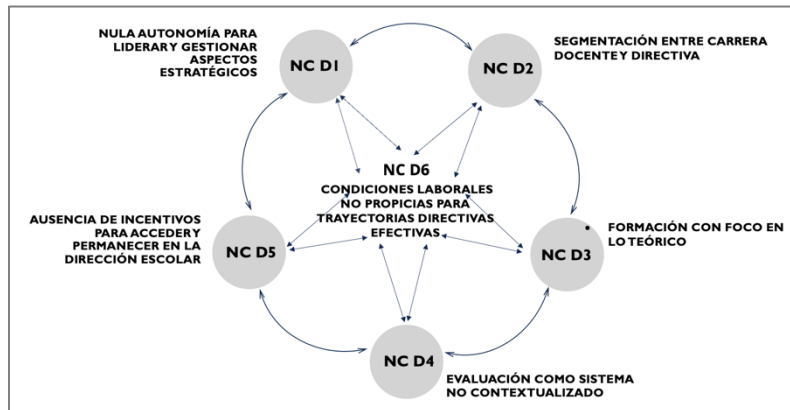 NULA AUTONOMÍA PARA
LIDERAR Y GESTIONAR
ASPECTOS
ESTRATÉGICOS
NC D1
NC D2
SEGMENTACIÓN ENTRE CARRERA
DOCENTE Y DIRECTIVA
NC D6
CONDICIONES LABORALES
NO PROPICIAS PARA
TRAYECTORIAS DIRECTIVAS
EFECTIVAS
AUSENCIA DE INCENTIVOS
PARA ACCEDER Y
PERMANECER EN LA
DIRECCIÓN ESCOLAR
NC D5
NC D3
• FORMACIÓN CON FOCO EN
LO TEÓRICO
NC D4
EVALUACIÓN COMO SISTEMA
NO CONTEXTUALIZADO